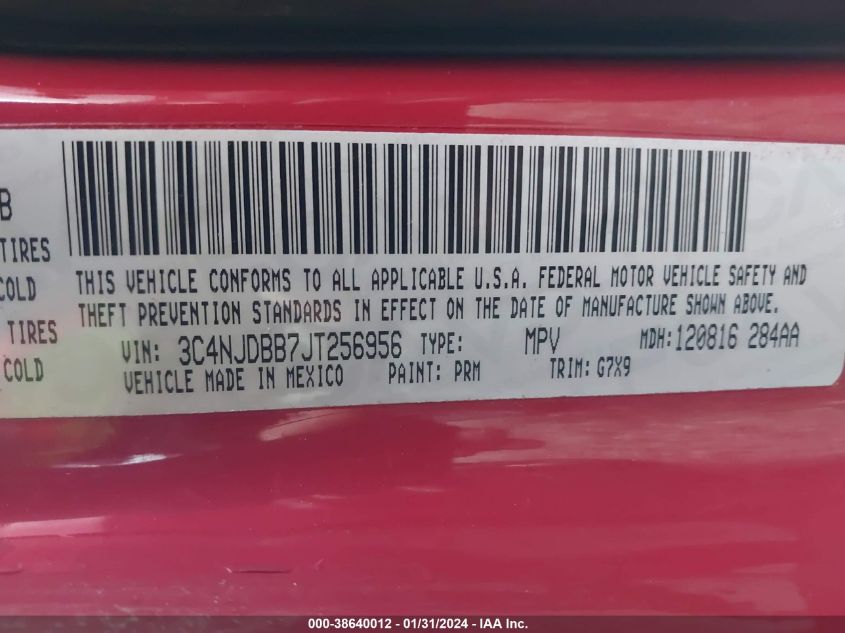 B
TIRES
COLD
TIRES
COLD
THIS VEHICLE CONFORMS TO ALL APPLICABLE U.S.A. FEDERAL MOTOR VEHICLE SAFETY AND
THEFT PREVENTION STANDARDS IN EFFECT ON THE DATE OF MANUFACTURE SHOWN ABOVE.
VIN: 3C4NJDBB7JT256956 TYPE: MPV MDH: 120816 284AA
VEHICLE MADE IN MEXICO PAINT: PRM TRIM: G7X9
000-38640012 - 01/31/2024 - IAA Inc.